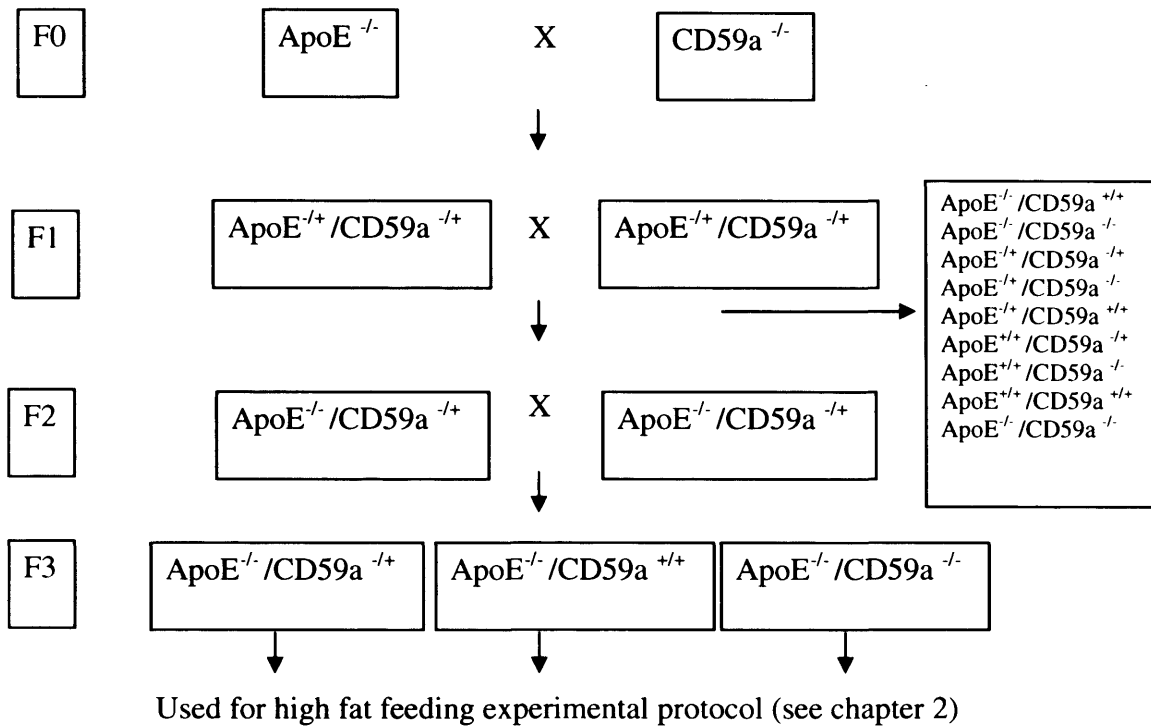 F0 ApoE -/- X CD59a -/-
F1 ApoE-/+/CD59a -/+ X ApoE-/+/CD59a -/+
ApoE-/-/CD59a +/+
ApoE-/-/CD59a -/-
ApoE-/+/CD59a -/+
ApoE-/+/CD59a -/-
ApoE-/+/CD59a +/+
ApoE+/+/CD59a -/+
ApoE+/+/CD59a -/-
ApoE+/+/CD59a +/+
ApoE-/-/CD59a -/-
F2 ApoE-/-/CD59a -/+ X ApoE-/-/CD59a -/+
F3 ApoE-/-/CD59a -/+ ApoE-/-/CD59a +/+ ApoE-/-/CD59a -/-
Used for high fat feeding experimental protocol (see chapter 2)